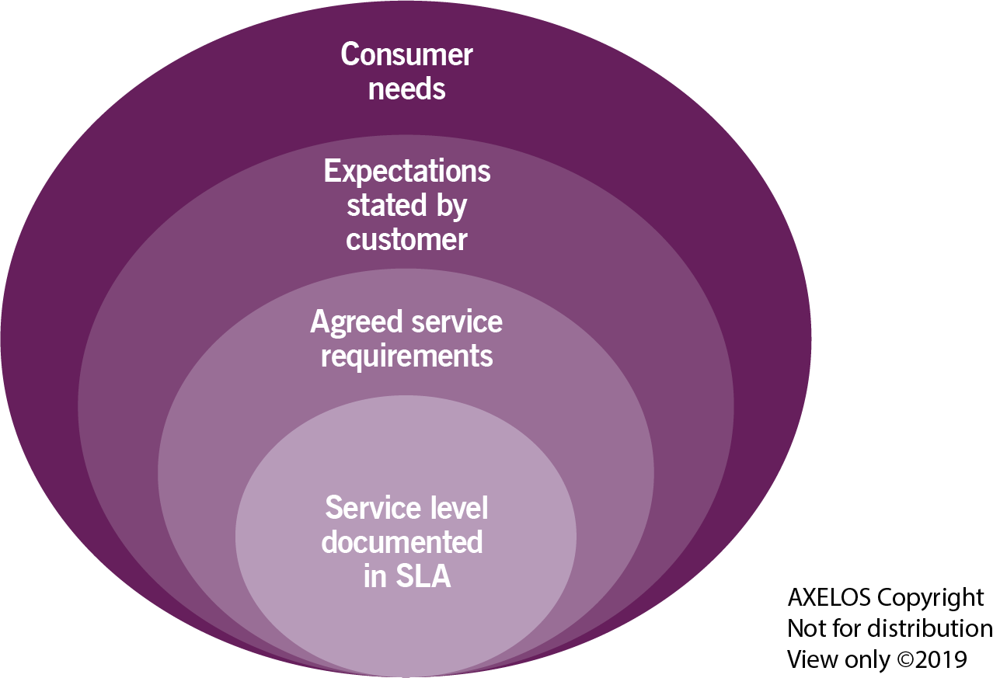 Consumer
needs
Expectations
stated by
customer
Agreed service
requirements
Service level
documented
in SLA
AXELOS Copyright
Not for distribution
View only ©2019